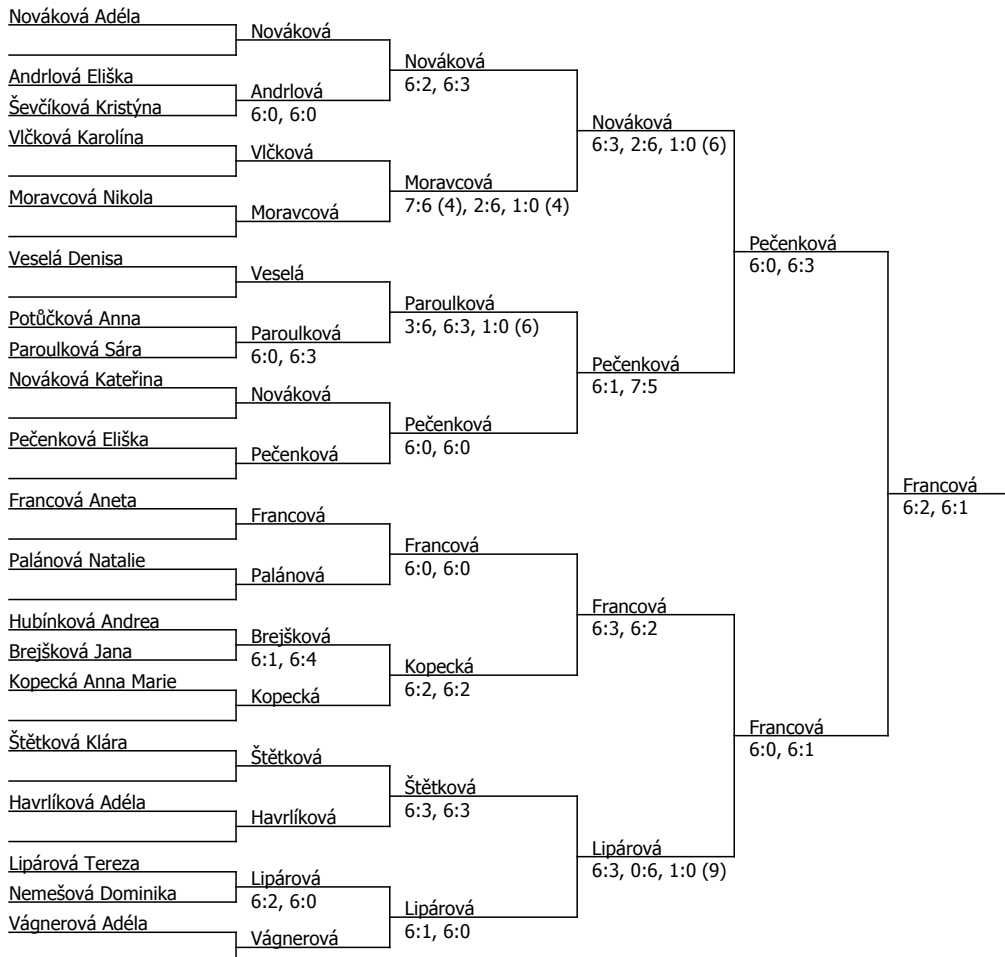 Nováková Adéla
Nováková
Nováková
6:2, 6:3
Andrlová Eliška
Andrlová
6:0, 6:0
Ševčíková Kristýna
Nováková
6:3, 2:6, 1:0 (6)
Vlčková Karolína
Vlčková
Moravcová
7:6 (4), 2:6, 1:0 (4)
Moravcová Nikola
Moravcová
Pečenková
6:0, 6:3
Veselá Denisa
Veselá
Paroulková
3:6, 6:3, 1:0 (6)
Potůčková Anna
Paroulková
6:0, 6:3
Paroulková Sára
Pečenková
6:1, 7:5
Nováková Kateřina
Nováková
Pečenková
6:0, 6:0
Pečenková Eliška
Pečenková
Francová
6:2, 6:1
Francová Aneta
Francová
Francová
6:0, 6:0
Palánová Natalie
Palánová
Francová
6:3, 6:2
Hubínková Andrea
Brejšková
6:1, 6:4
Brejšková Jana
Kopecká
6:2, 6:2
Kopecká Anna Marie
Kopecká
Francová
6:0, 6:1
Štětková Klára
Štětková
Štětková
6:3, 6:3
Havrlíková Adéla
Havrlíková
Lipárová
6:3, 0:6, 1:0 (9)
Lipárová Tereza
Lipárová
6:2, 6:0
Nemešová Dominika
Lipárová
6:1, 6:0
Vágnerová Adéla
Vágnerová